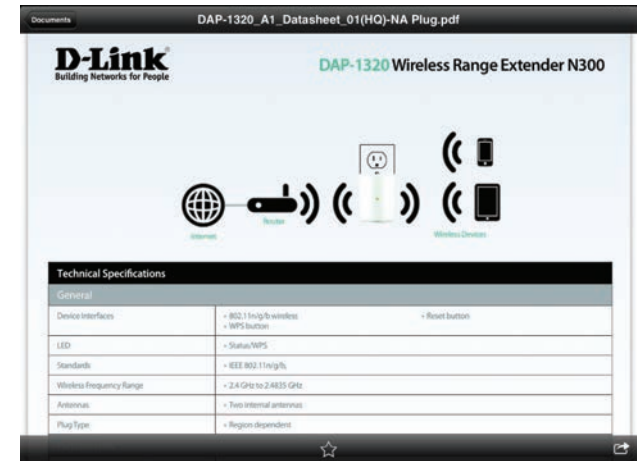 Documents
DAP-1320_A1_Datasheet_01(HQ)-NA Plug.pdf
D-Link
Building Networks for People
DAP-1320 Wireless Range Extender N300
Internet
Router
Wireless Devices
Technical Specifications
General
Device Interfaces
• 802.11n/g/b wireless
• WPS button
• Reset button
LED
• Status/WPS
Standards
• IEEE 802.11n/g/b,
Wireless Frequency Range
• 2.4 GHz to 2.4835 GHz
Antennas
• Two internal antennas
Plug Type
• Region dependent